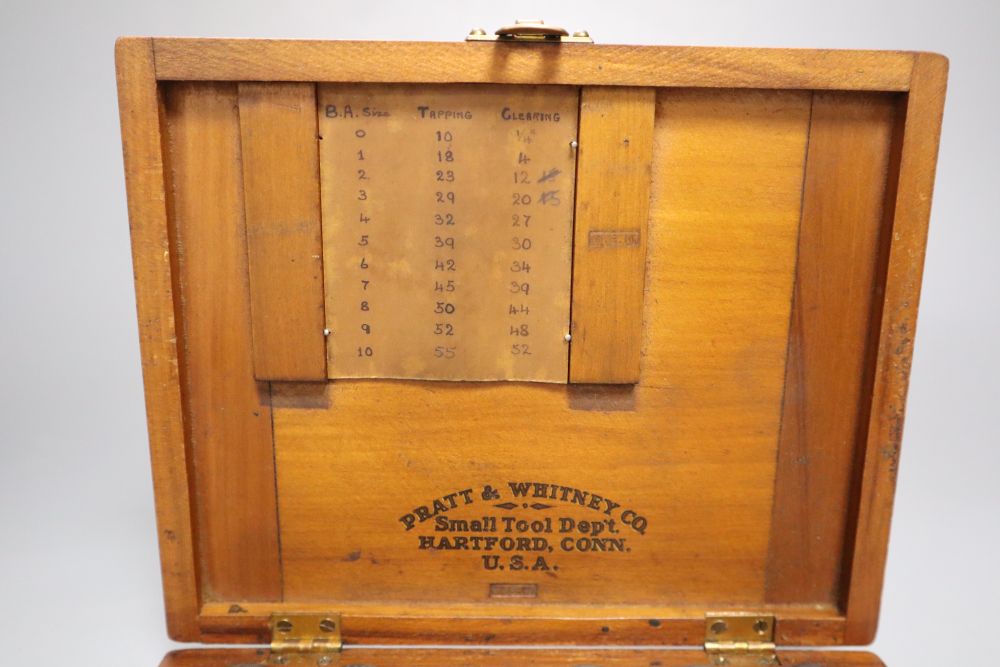 B.A. Size Tapping Clearing
0 10 1/4"
1 18 4
2 23 12
3 29 20 15
4 32 27
5 39 30
6 42 34
7 45 39
8 50 44
9 52 48
10 55 52
PRATT & WHITNEY CO.
Small Tool Dep't.
HARTFORD, CONN.
U.S.A.